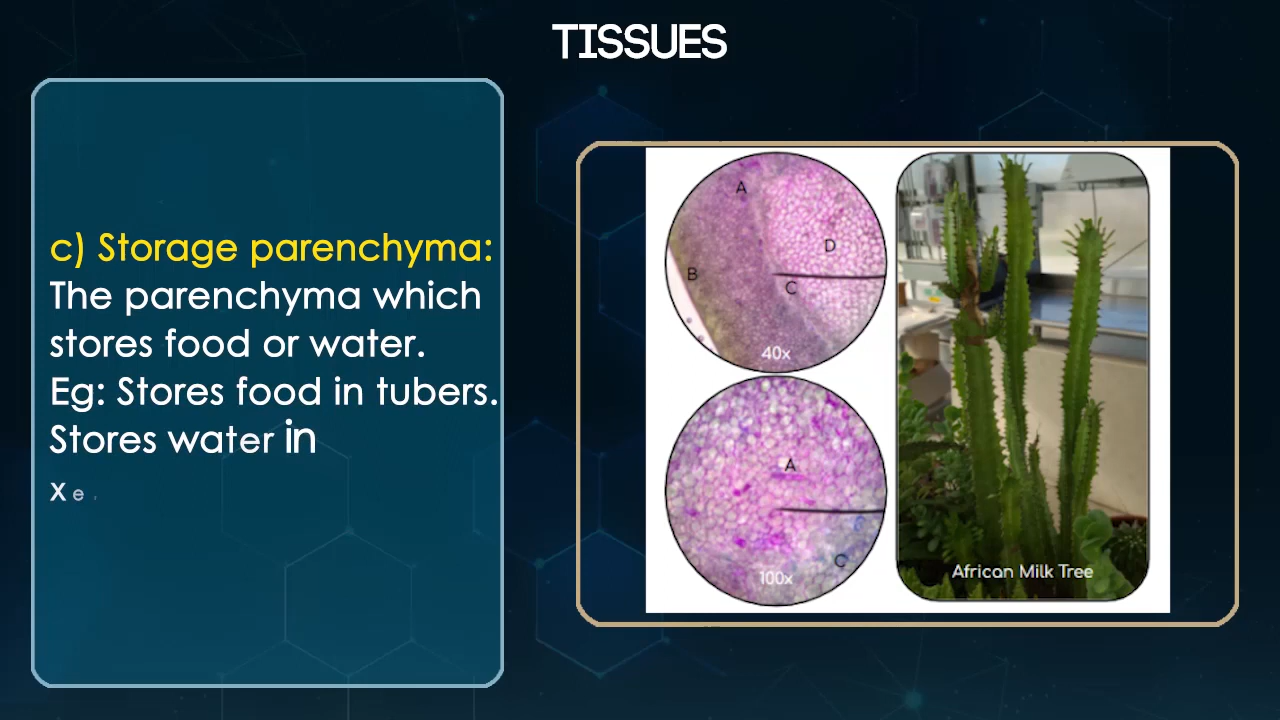 TISSUES
c) Storage parenchyma:
The parenchyma which
stores food or water.
Eg: Stores food in tubers.
Stores water in
xe
A
D
B
C
40x
A
C
100x
African Milk Tree